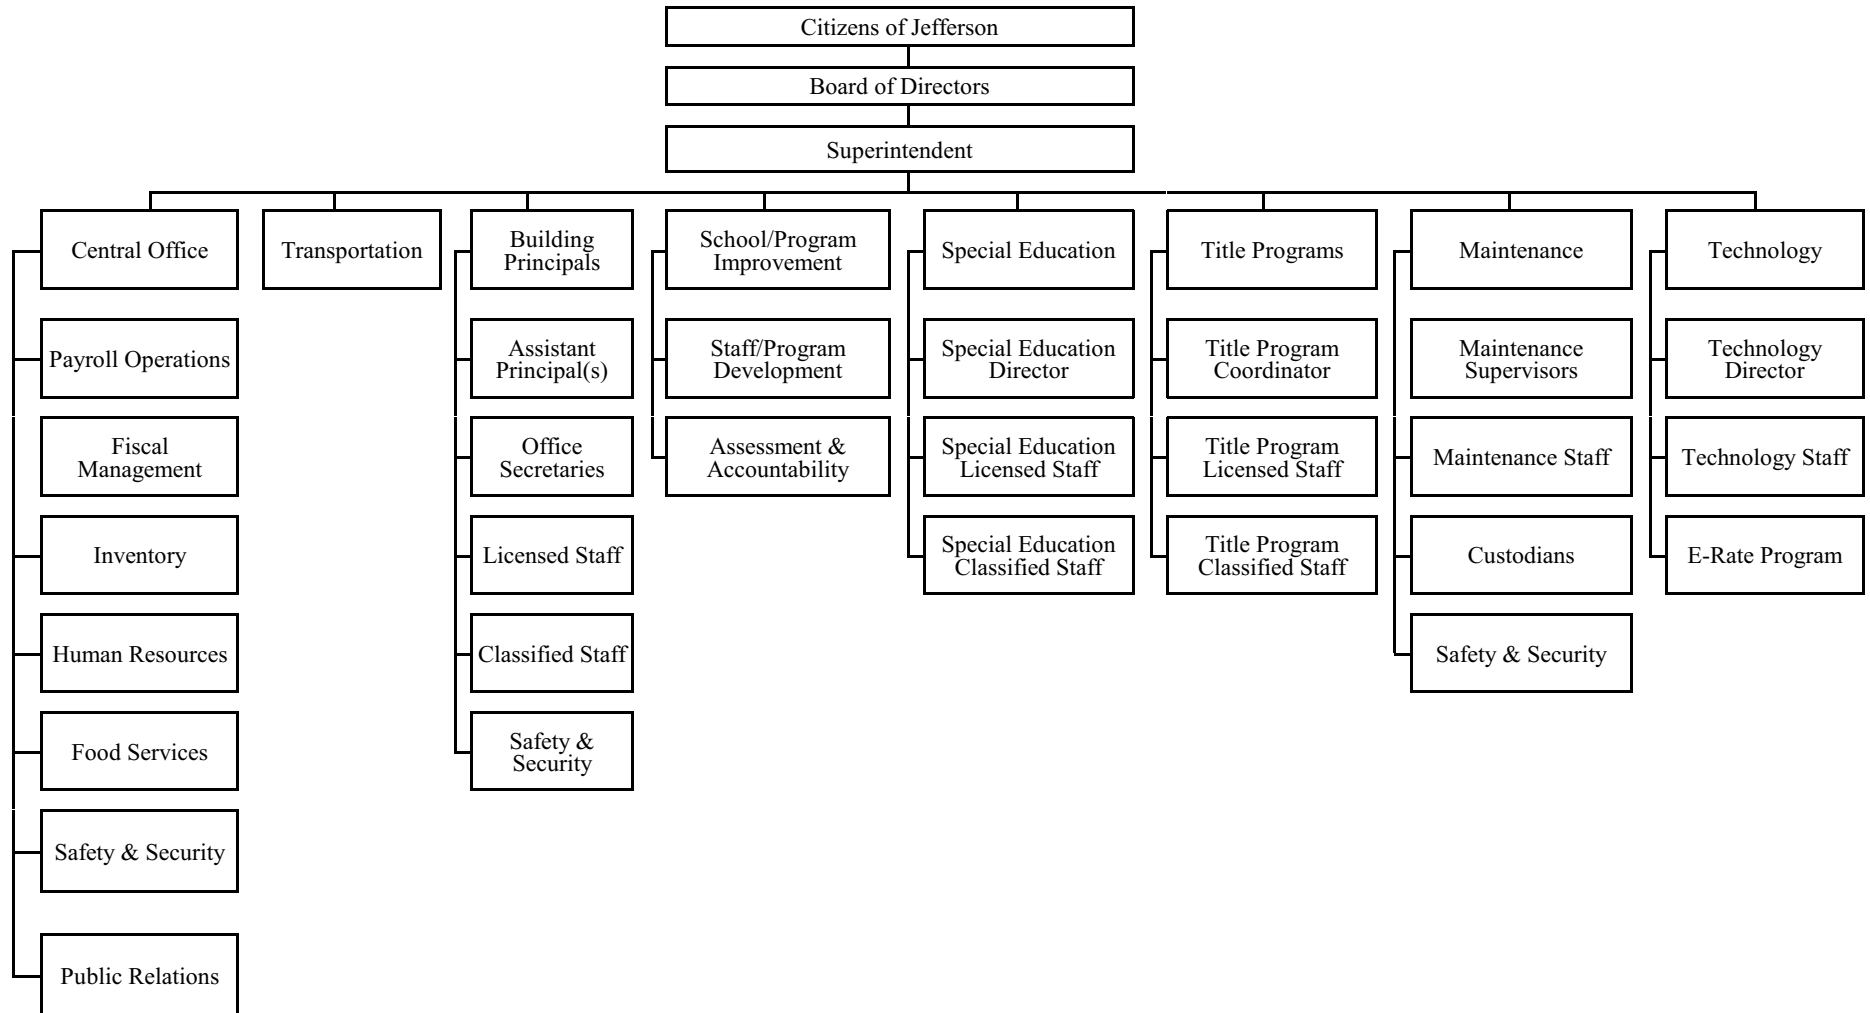 Citizens of Jefferson
Board of Directors
Superintendent
Central Office
Transportation
Building
Principals
School/Program
Improvement
Special Education
Title Programs
Maintenance
Technology
Payroll Operations
Assistant
Principal(s)
Staff/Program
Development
Special Education
Director
Title Program
Coordinator
Maintenance
Supervisors
Technology
Director
Fiscal
Management
Office
Secretaries
Assessment &
Accountability
Special Education
Licensed Staff
Title Program
Licensed Staff
Maintenance Staff
Technology Staff
Inventory
Licensed Staff
Special Education
Classified Staff
Title Program
Classified Staff
Custodians
E-Rate Program
Human Resources
Classified Staff
Safety & Security
Food Services
Safety &
Security
Safety & Security
Public Relations